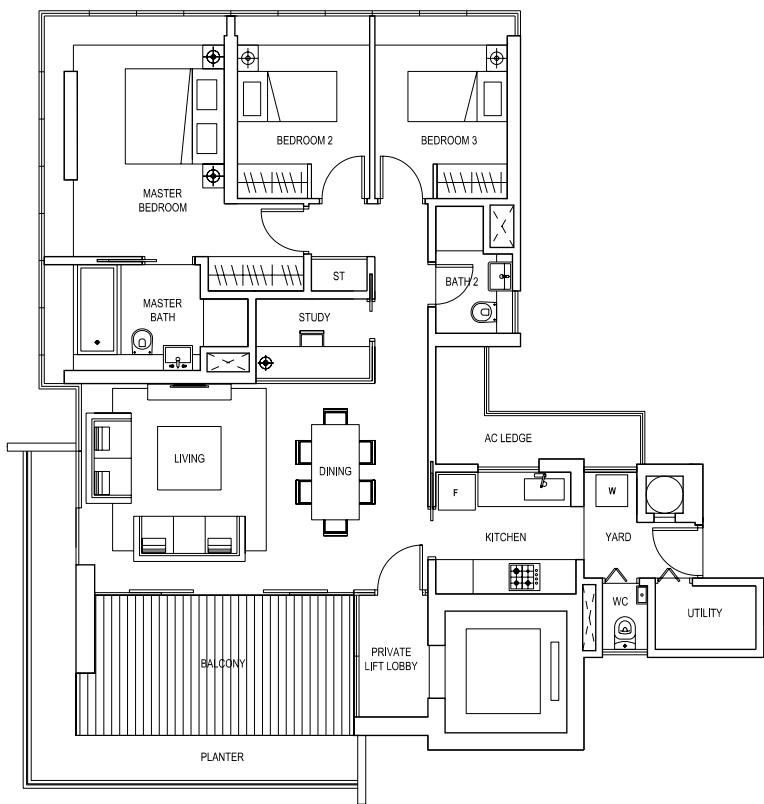 BEDROOM 2
BEDROOM 3
MASTER
BEDROOM
ST
BATH 2
MASTER
BATH
STUDY
AC LEDGE
LIVING
DINING
F
W
KITCHEN
YARD
WC
UTILITY
PRIVATE
LIFT LOBBY
BALCONY
PLANTER